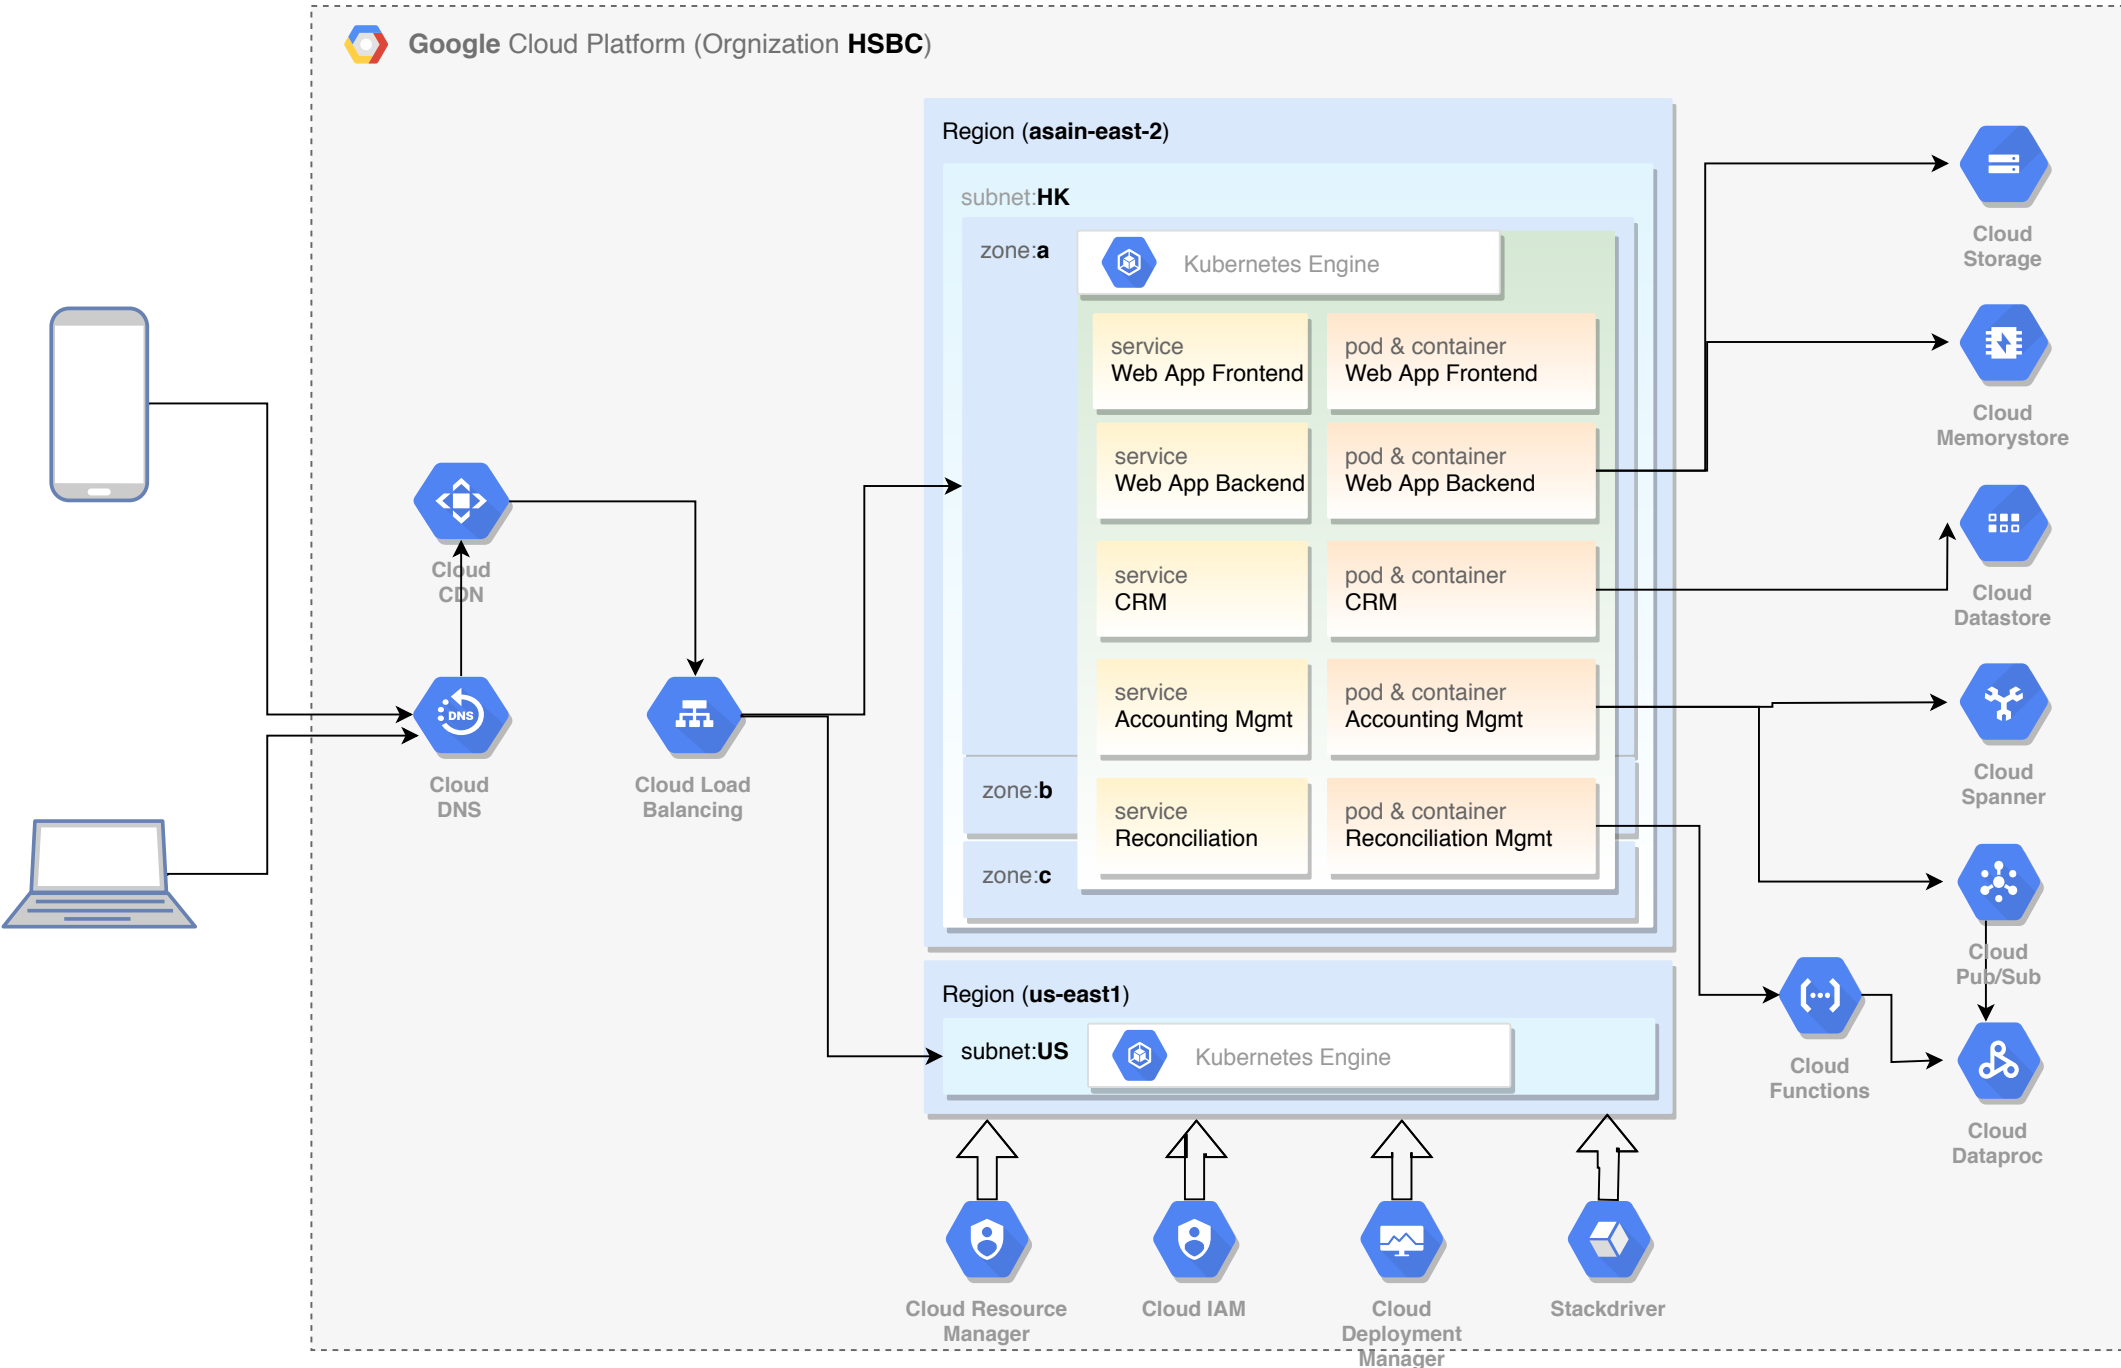 Google Cloud Platform (Orgnization HSBC)
Region (asain-east-2)
subnet:HK
zone:a
Kubernetes Engine
service
Web App Frontend
pod & container
Web App Frontend
service
Web App Backend
pod & container
Web App Backend
service
CRM
pod & container
CRM
service
Accounting Mgmt
pod & container
Accounting Mgmt
zone:b
service
Reconciliation
pod & container
Reconciliation Mgmt
zone:c
Region (us-east1)
subnet:US
Kubernetes Engine
Cloud
CDN
DNS
Cloud
DNS
Cloud Load
Balancing
Cloud
Storage
Cloud
Memorystore
Cloud
Datastore
Cloud
Spanner
Cloud
Pub/Sub
Cloud
Functions
Cloud
Dataproc
Cloud Resource
Manager
Cloud IAM
Cloud
Deployment
Manager
Stackdriver